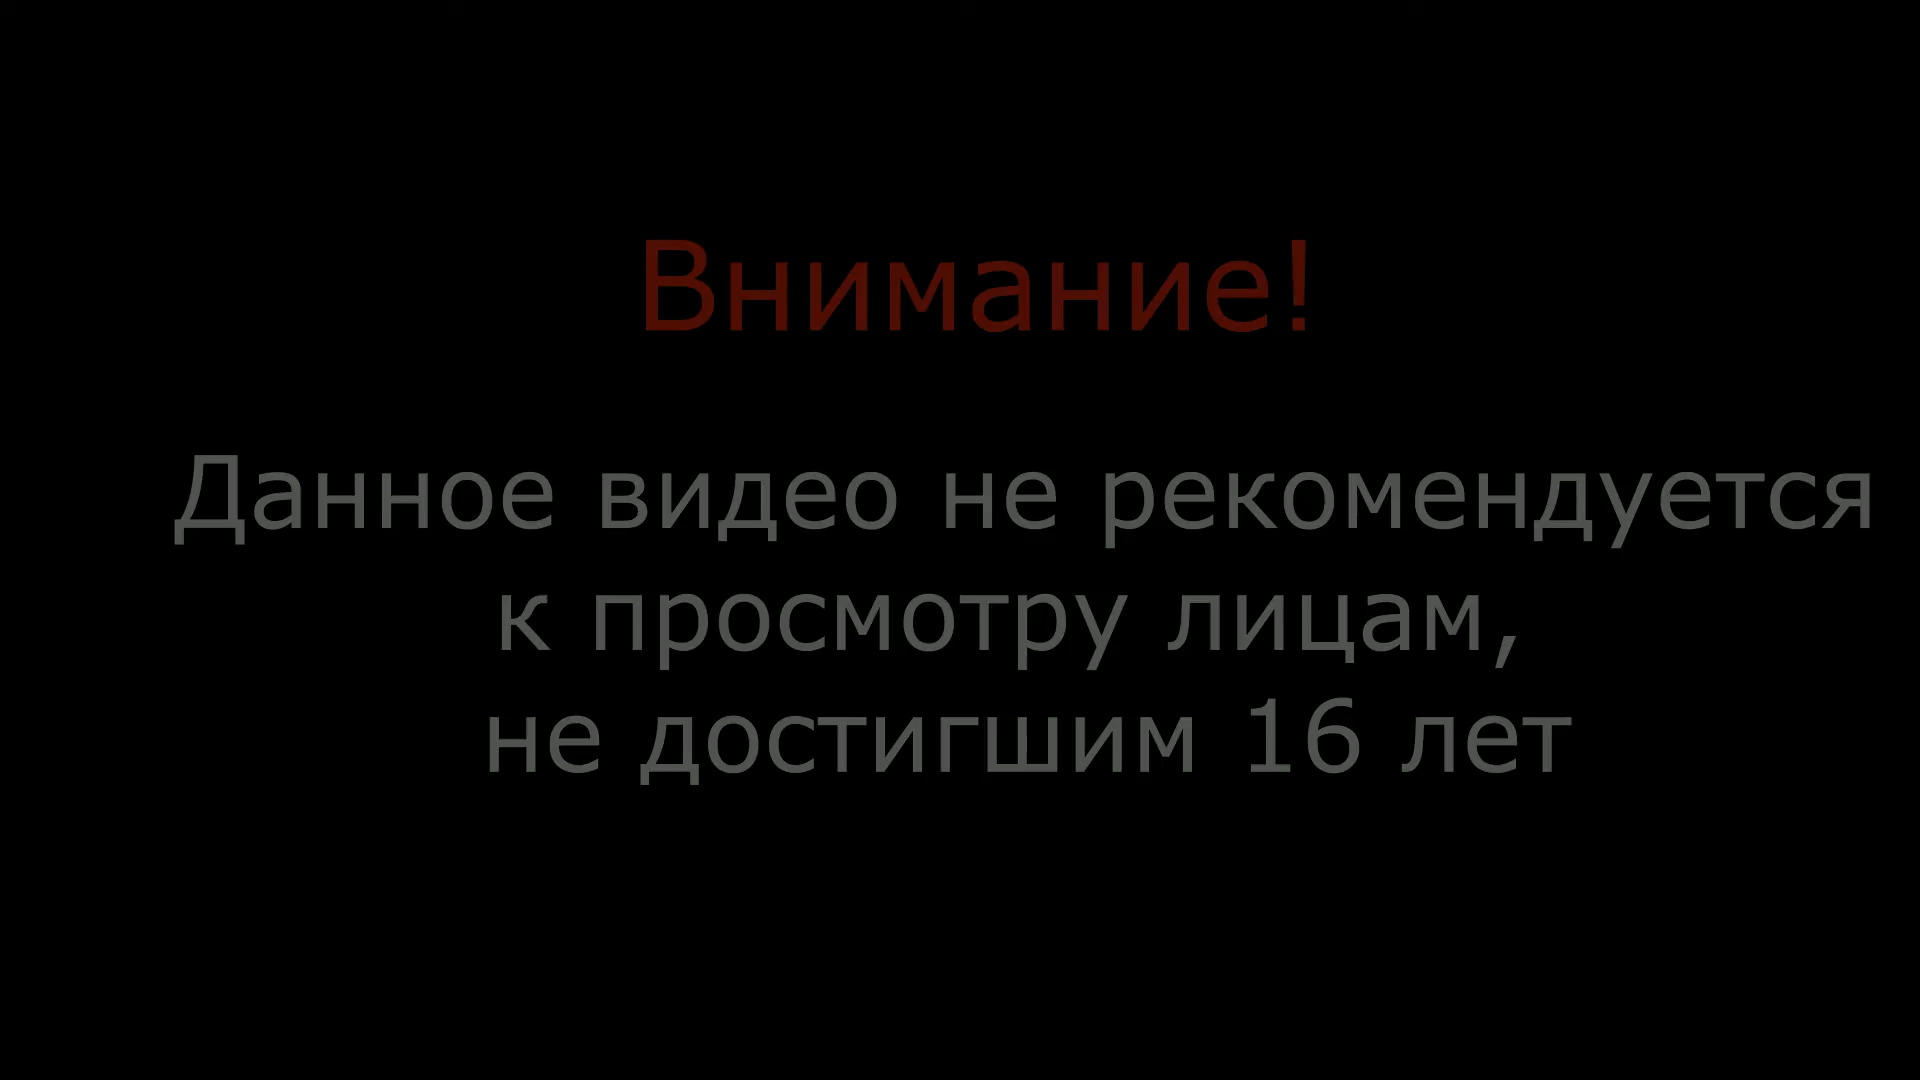 Внимание!
Данное видео не рекомендуется
к просмотру лицам,
не достигшим 16 лет